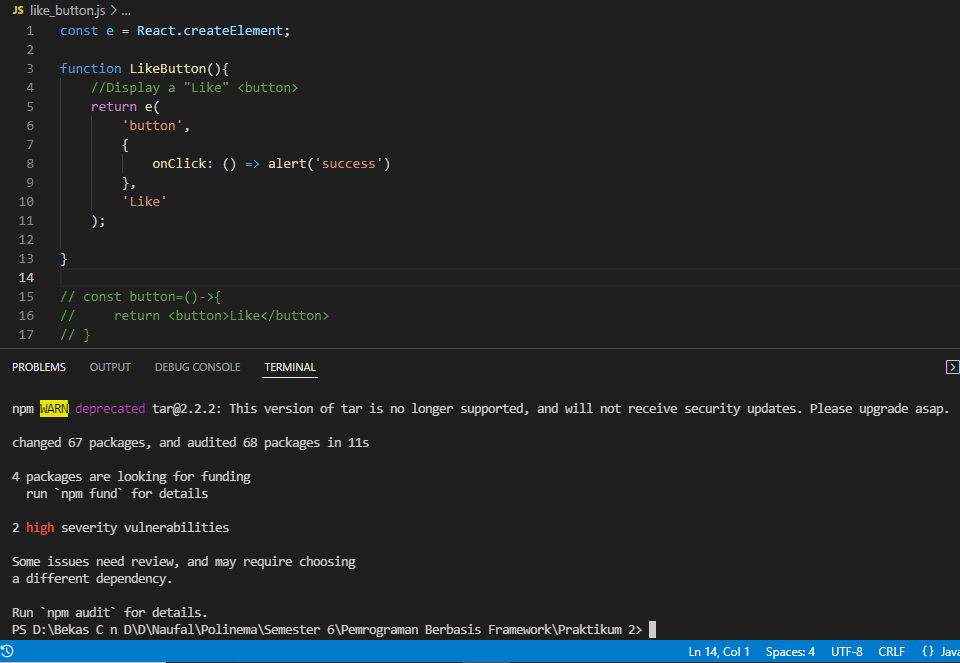 JS like_button.js > ...
1 const e = React.createElement;
2
3 function LikeButton(){
4 //Display a "Like" <button>
5 return e(
6 'button',
7 {
8 onClick: () => alert('success')
9 },
10 'Like'
11 );
12
13 }
14
15 // const button=()->{
16 //     return <button>Like</button>
17 // }
PROBLEMS OUTPUT DEBUG CONSOLE TERMINAL
npm WARN deprecated tar@2.2.2: This version of tar is no longer supported, and will not receive security updates. Please upgrade asap.
changed 67 packages, and audited 68 packages in 11s
4 packages are looking for funding
run `npm fund` for details
2 high severity vulnerabilities
Some issues need review, and may require choosing
a different dependency.
Run `npm audit` for details.
PS D:\Bekas C n D\D\Naufal\Polinema\Semester 6\Pemrograman Berbasis Framework\Praktikum 2>
Ln 14, Col 1 Spaces: 4 UTF-8 CRLF {} Java